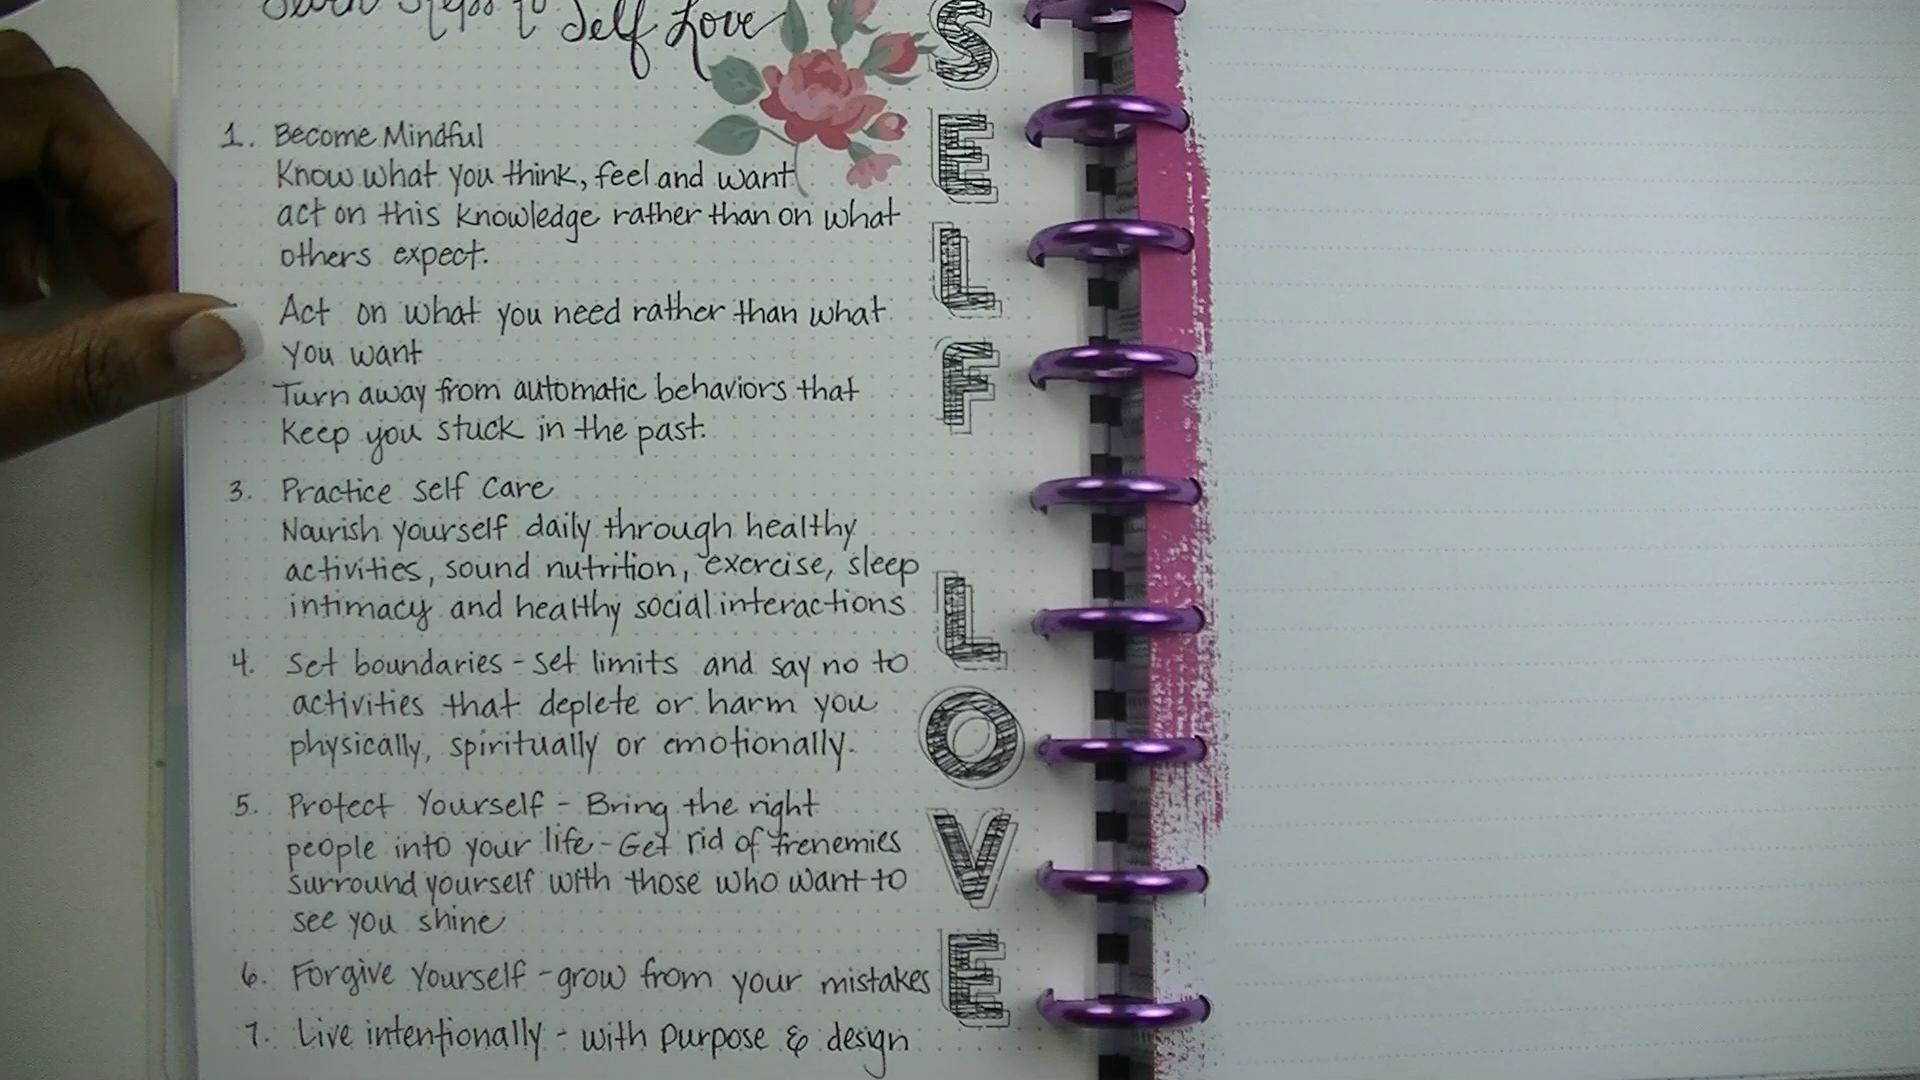 Seven Steps to Self Love
1. Become Mindful
Know what you think, feel and want
act on this knowledge rather than on what
others expect.
Act on what you need rather than what
you want
Turn away from automatic behaviors that
keep you stuck in the past.
3. Practice Self Care
Nourish yourself daily through healthy
activities, sound nutrition, exercise, sleep
intimacy and healthy social interactions
4. Set boundaries - set limits and say no to
activities that deplete or harm you
physically, spiritually or emotionally.
5. Protect Yourself - Bring the right
people into your life - Get rid of frenemies
Surround yourself with those who want to
see you shine
6. Forgive Yourself - grow from your mistakes
7. Live intentionally - with purpose & design
SELF
LOVE